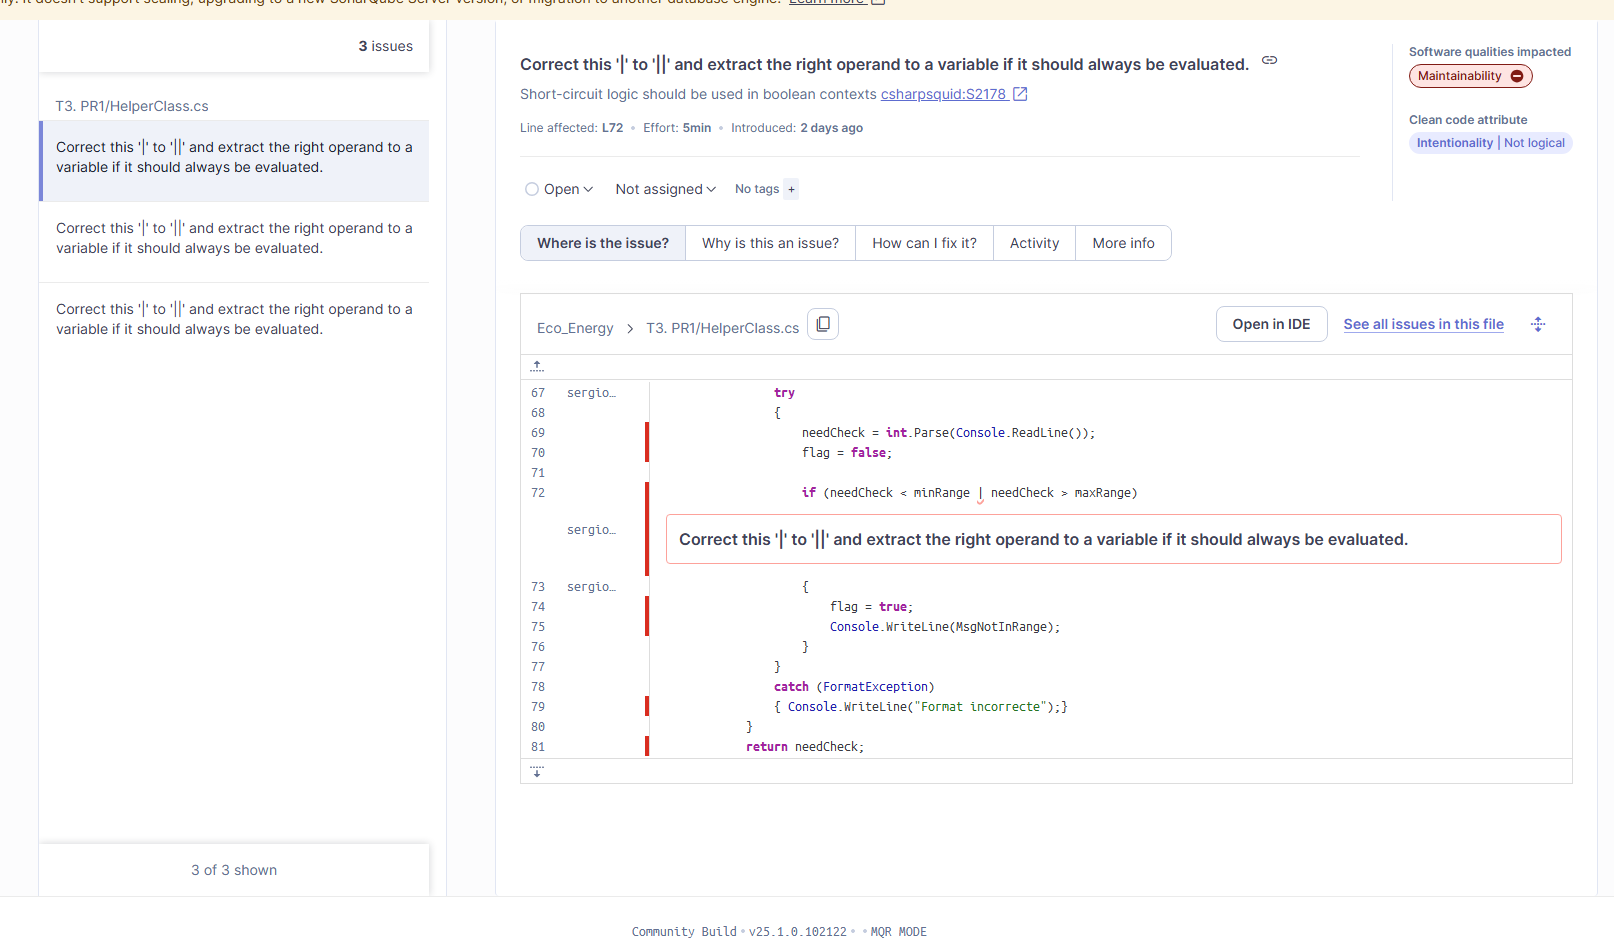 ly. It doesn't support scaling, upgrading to a new SonarQube Server version, or migration to another database engine. Learn more
3 issues
T3. PR1/HelperClass.cs
Correct this '|' to '||' and extract the right operand to a
variable if it should always be evaluated.
Correct this '|' to '||' and extract the right operand to a
variable if it should always be evaluated.
Correct this '|' to '||' and extract the right operand to a
variable if it should always be evaluated.
3 of 3 shown
Correct this '|' to '||' and extract the right operand to a variable if it should always be evaluated.
Short-circuit logic should be used in boolean contexts csharpsquid:S2178
Line affected: L72 • Effort: 5min • Introduced: 2 days ago
Software qualities impacted
Maintainability
Clean code attribute
Intentionality | Not logical
Open Not assigned No tags +
Where is the issue? Why is this an issue? How can I fix it? Activity More info
Eco_Energy > T3. PR1/HelperClass.cs Open in IDE See all issues in this file
67 sergio… try
68 {
69 needCheck = int.Parse(Console.ReadLine());
70 flag = false;
71
72 if (needCheck < minRange | needCheck > maxRange)
sergio… Correct this '|' to '||' and extract the right operand to a variable if it should always be evaluated.
73 sergio… {
74 flag = true;
75 Console.WriteLine(MsgNotInRange);
76 }
77 }
78 catch (FormatException)
79 { Console.WriteLine("Format incorrecte");}
80 }
81 return needCheck;
Community Build • v25.1.0.102122 • • MQR MODE